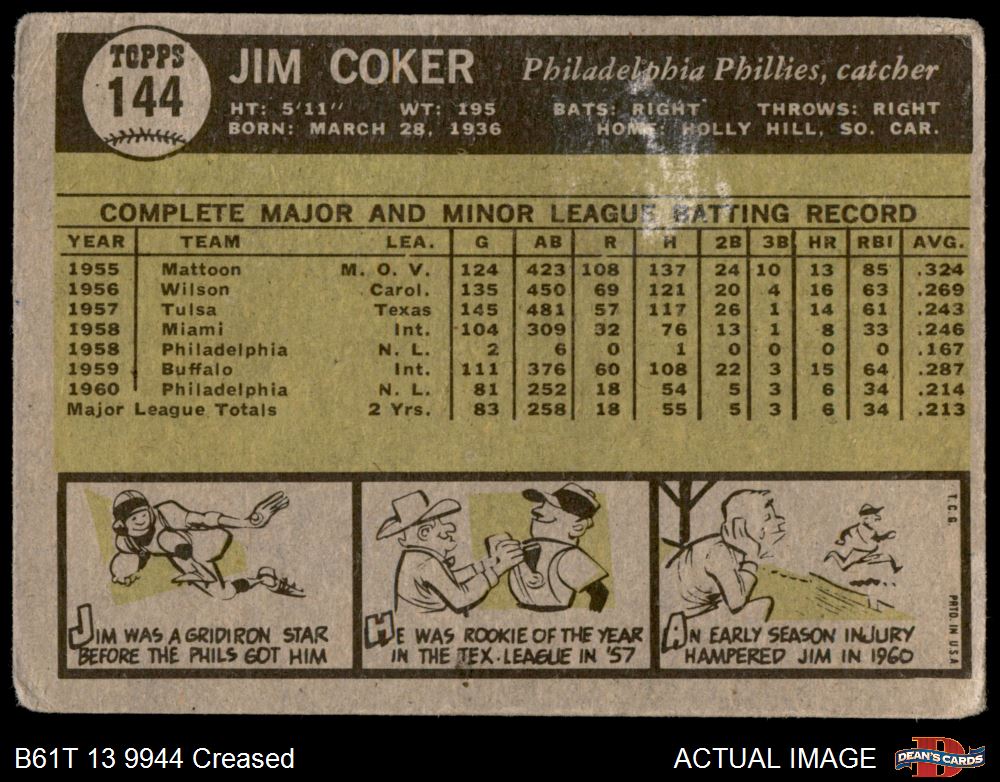 TOPPS
144
JIM COKER
Philadelphia Phillies, catcher
HT: 5'11" WT: 195 BATS: RIGHT THROWS: RIGHT
BORN: MARCH 28, 1936 HOME: HOLLY HILL, SO. CAR.
COMPLETE MAJOR AND MINOR LEAGUE BATTING RECORD
YEAR TEAM LEA. G AB R H 2B 3B HR RBI AVG.
1955 Mattoon M. O. V. 124 423 108 137 24 10 13 85 .324
1956 Wilson Carol. 135 450 69 121 20 4 16 63 .269
1957 Tulsa Texas 145 481 57 117 26 1 14 61 .243
1958 Miami Int. 104 309 32 76 13 1 8 33 .246
1958 Philadelphia N. L. 2 6 0 1 0 0 0 0 .167
1959 Buffalo Int. 111 376 60 108 22 3 15 64 .287
1960 Philadelphia N. L. 81 252 18 54 5 3 6 34 .214
Major League Totals 2 Yrs. 83 258 18 55 5 3 6 34 .213
JIM WAS A GRIDIRON STAR
BEFORE THE PHILS GOT HIM
HE WAS ROOKIE OF THE YEAR
IN THE TEX. LEAGUE IN '57
AN EARLY SEASON INJURY
HAMPERED JIM IN 1960
T.C.G.
PRTD. IN U.S.A.
B61T 13 9944 Creased
ACTUAL IMAGE
D
DEAN'S CARDS